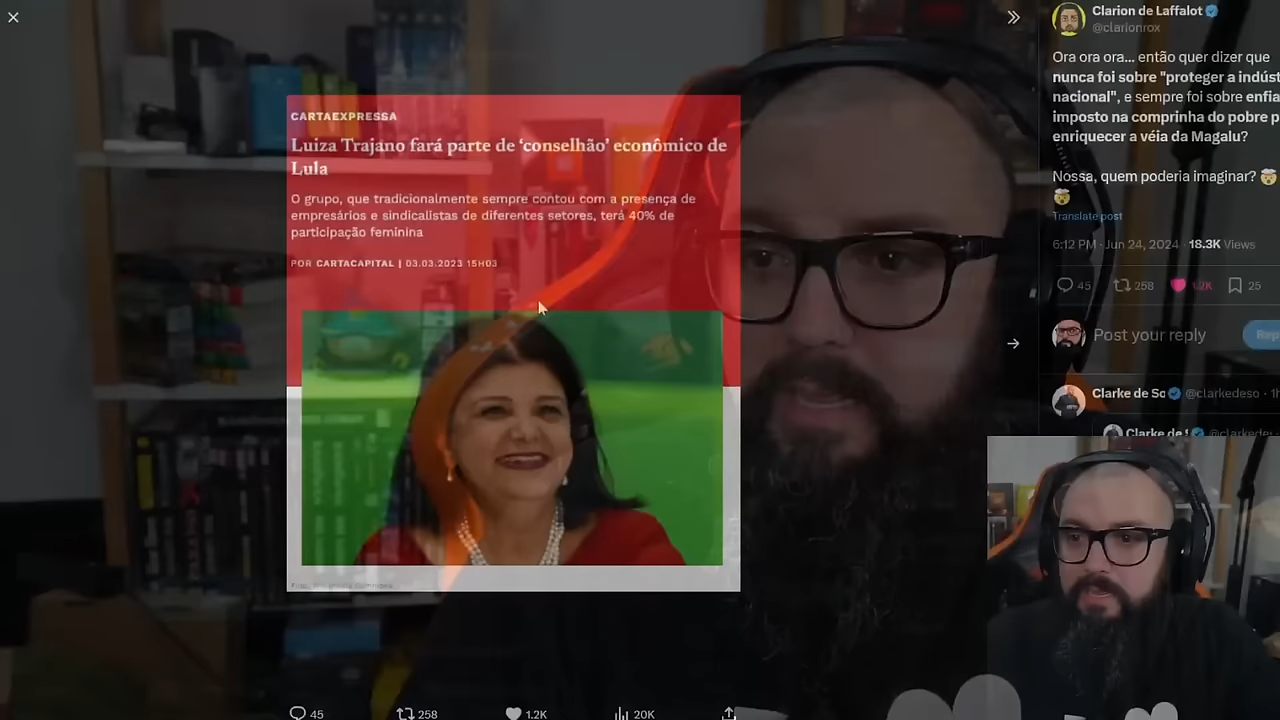 CARTAEXPRESSA
Luiza Trajano fará parte de ‘conselhão’ econômico de
Lula
O grupo, que tradicionalmente sempre contou com a presença de
empresários e sindicalistas de diferentes setores, terá 40% de
participação feminina
POR CARTACAPITAL | 03.03.2023 15H03
45 258 1.2K 20K
Clarion de Laffalot
@clarionrox
Ora ora ora... então quer dizer que
nunca foi sobre "proteger a indúst
nacional", e sempre foi sobre enfia
imposto na comprinha do pobre p
enriquecer a véia da Magalu?
Nossa, quem poderia imaginar?
Translate post
6:12 PM · Jun 24, 2024 · 18.3K Views
45 258 1.2K 25
Post your reply
Rep
Clarke de So @clarkedeso · 1h
Clarke de S @clarkede